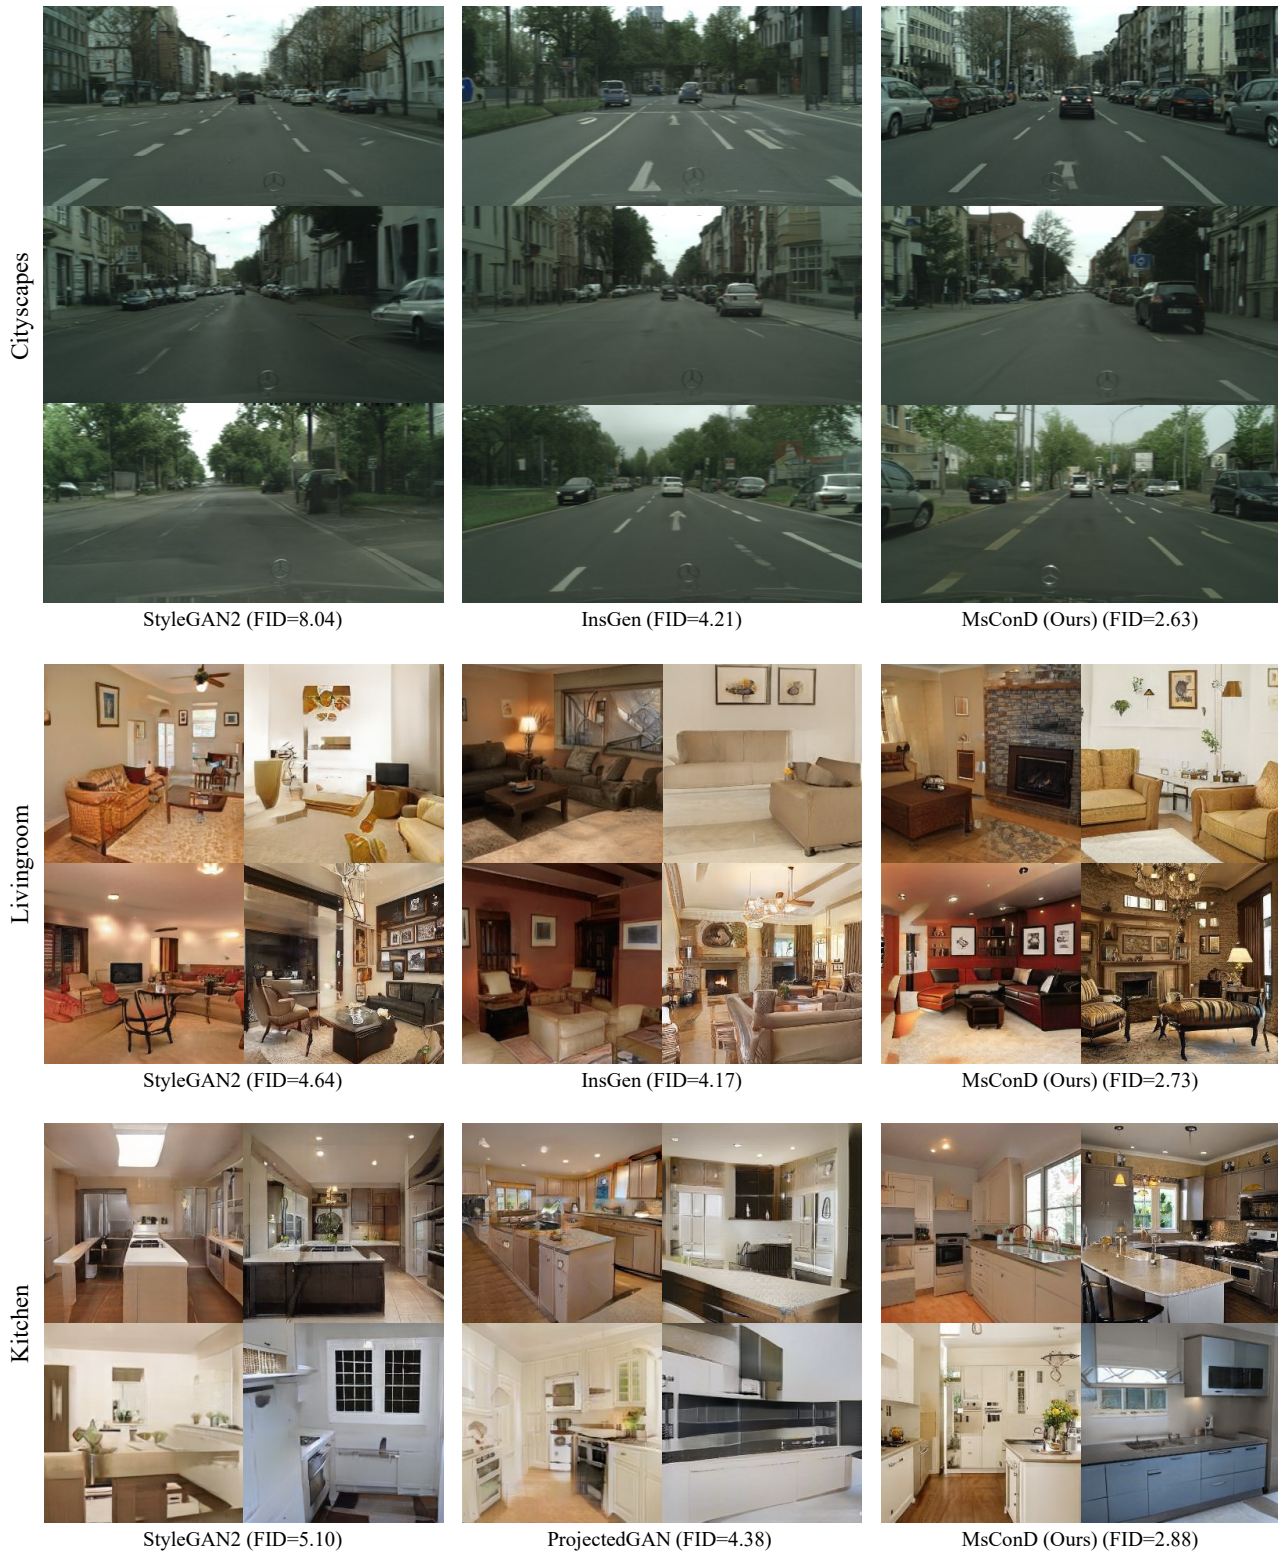 Cityscapes
StyleGAN2 (FID=8.04)
InsGen (FID=4.21)
MsConD (Ours) (FID=2.63)
Livingroom
StyleGAN2 (FID=4.64)
InsGen (FID=4.17)
MsConD (Ours) (FID=2.73)
Kitchen
StyleGAN2 (FID=5.10)
ProjectedGAN (FID=4.38)
MsConD (Ours) (FID=2.88)